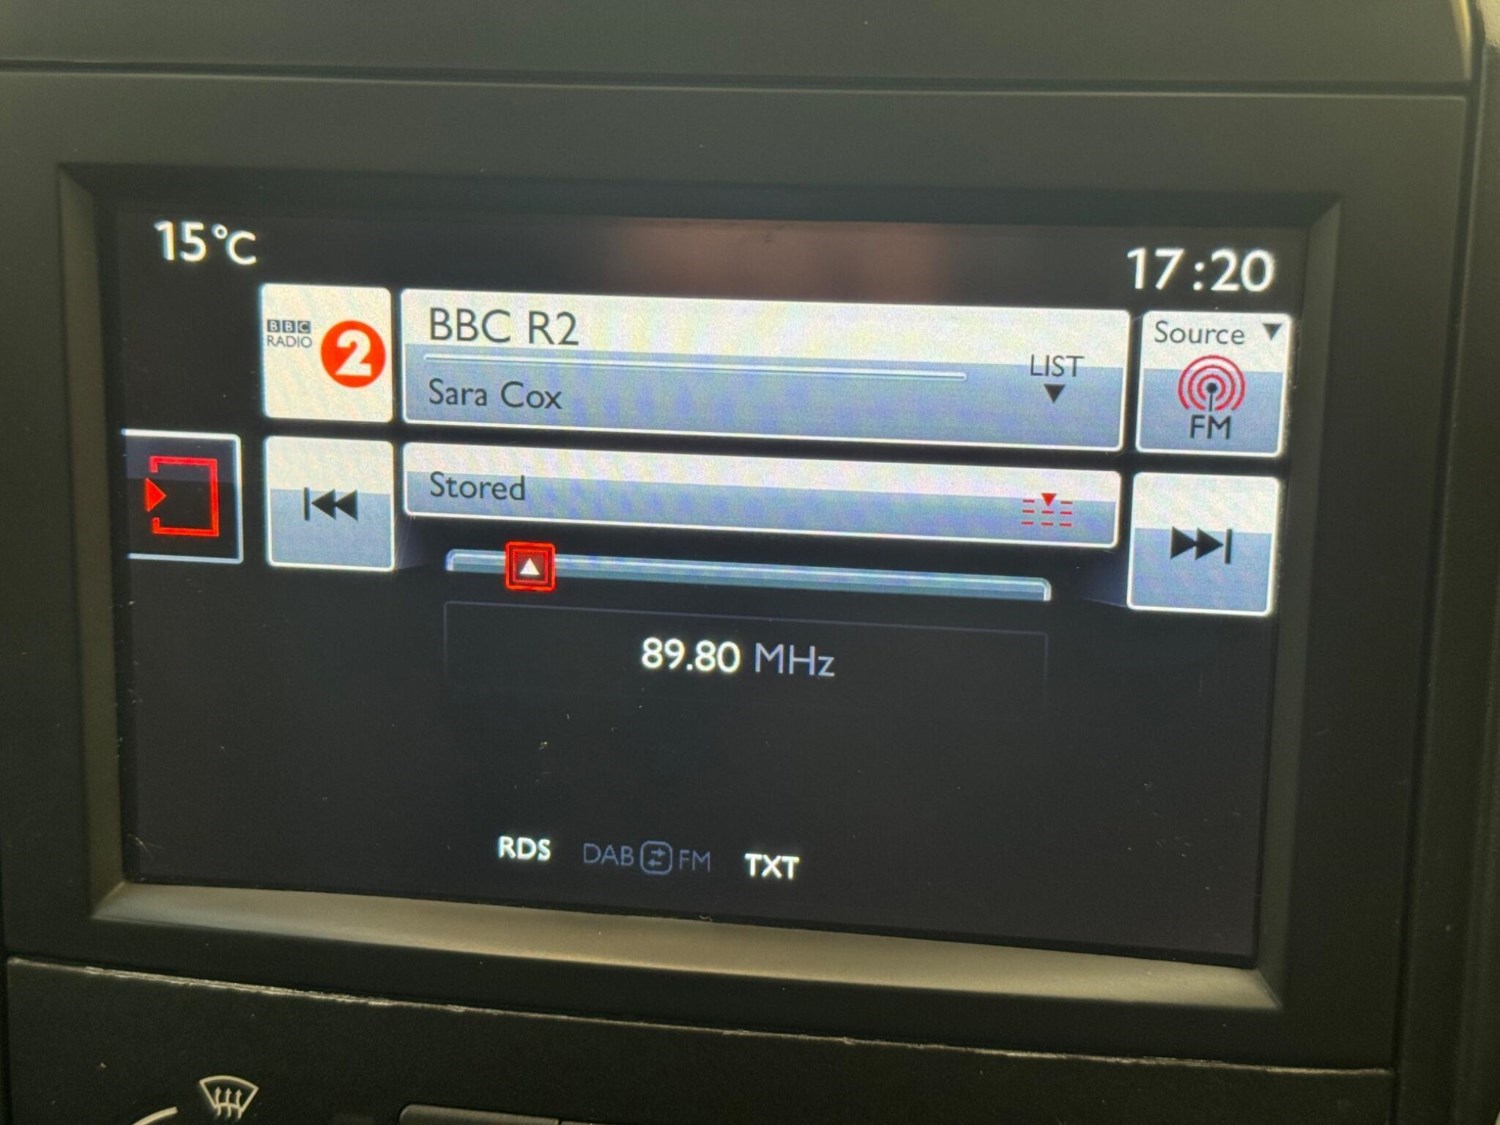 15°C
17:20
BBC
RADIO
2
BBC R2
LIST
Sara Cox
Source
FM
Stored
89.80 MHz
RDS DAB FM TXT